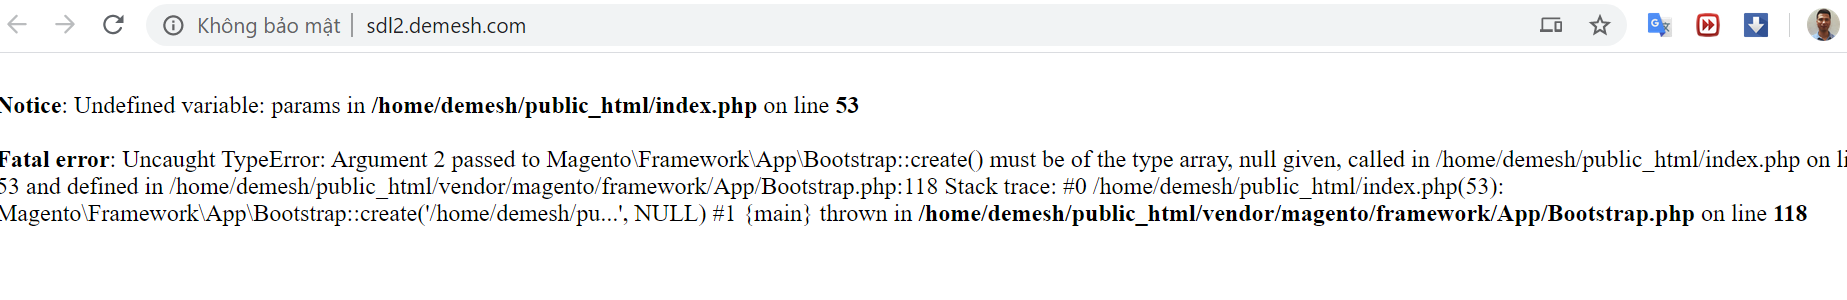 Không bảo mật | sdl2.demesh.com
Notice: Undefined variable: params in /home/demesh/public_html/index.php on line 53
Fatal error: Uncaught TypeError: Argument 2 passed to Magento\Framework\App\Bootstrap::create() must be of the type array, null given, called in /home/demesh/public_html/index.php on
53 and defined in /home/demesh/public_html/vendor/magento/framework/App/Bootstrap.php:118 Stack trace: #0 /home/demesh/public_html/index.php(53):
Magento\Framework\App\Bootstrap::create('/home/demesh/pu...', NULL) #1 {main} thrown in /home/demesh/public_html/vendor/magento/framework/App/Bootstrap.php on line 118